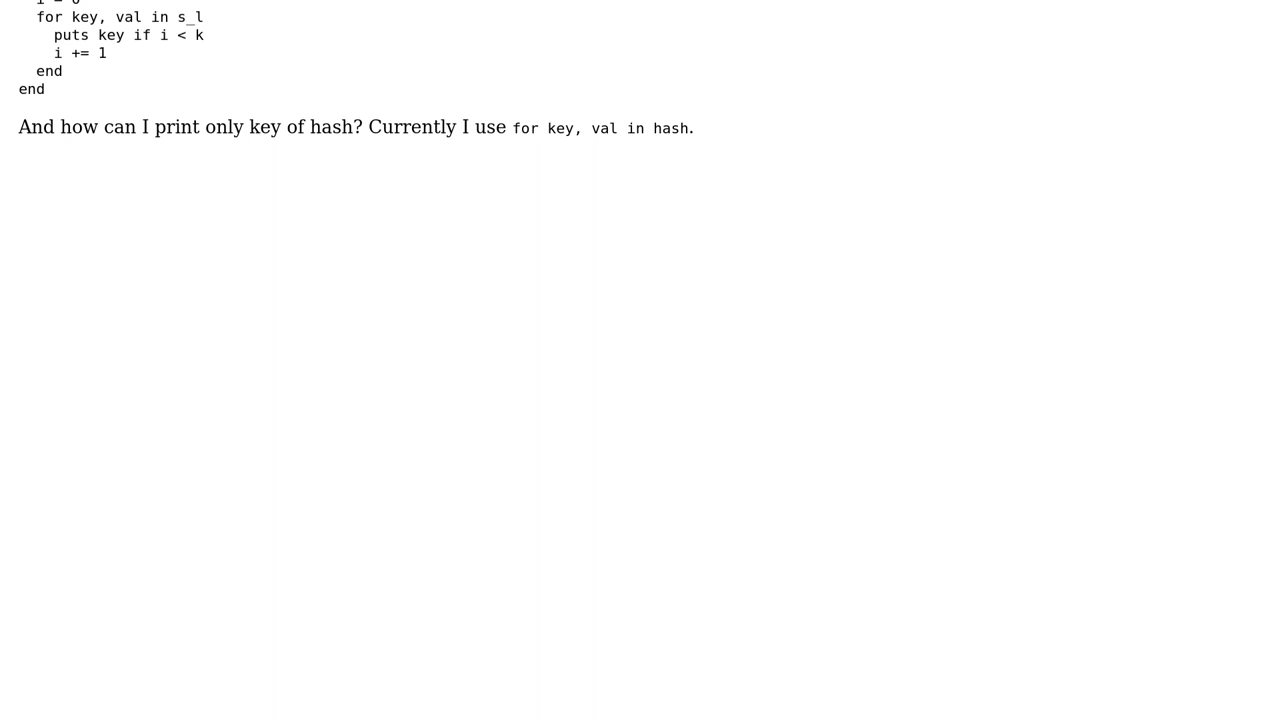 i = 0
for key, val in s_l
puts key if i < k
i += 1
end
end
And how can I print only key of hash? Currently I use for key, val in hash.